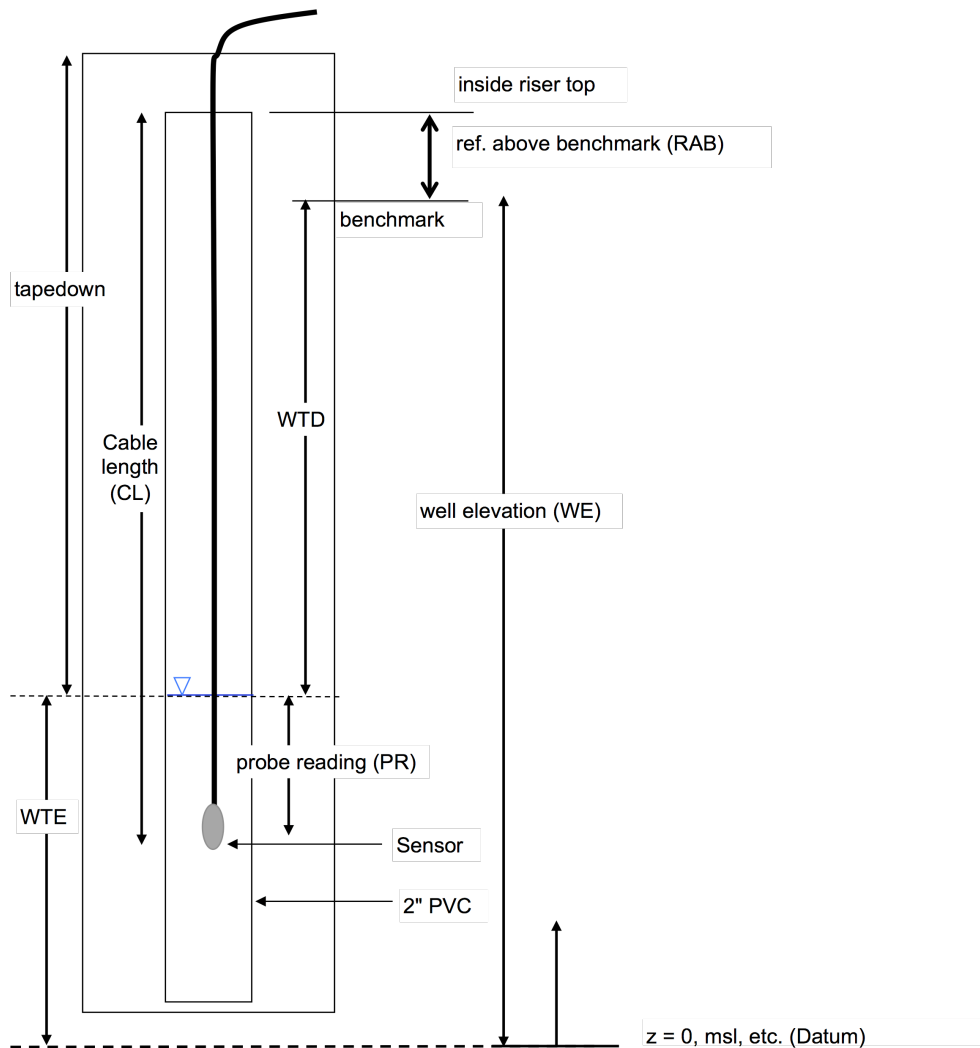 inside riser top
ref. above benchmark (RAB)
benchmark
tapedown
WTD
Cable
length
(CL)
well elevation (WE)
probe reading (PR)
WTE
Sensor
2" PVC
z = 0, msl, etc. (Datum)